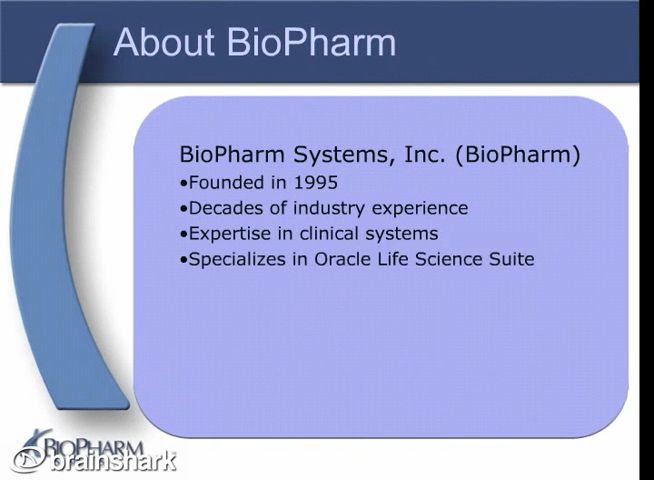 About BioPharm
BioPharm Systems, Inc. (BioPharm)
•Founded in 1995
•Decades of industry experience
•Expertise in clinical systems
•Specializes in Oracle Life Science Suite
BIOPHARM
brainshark